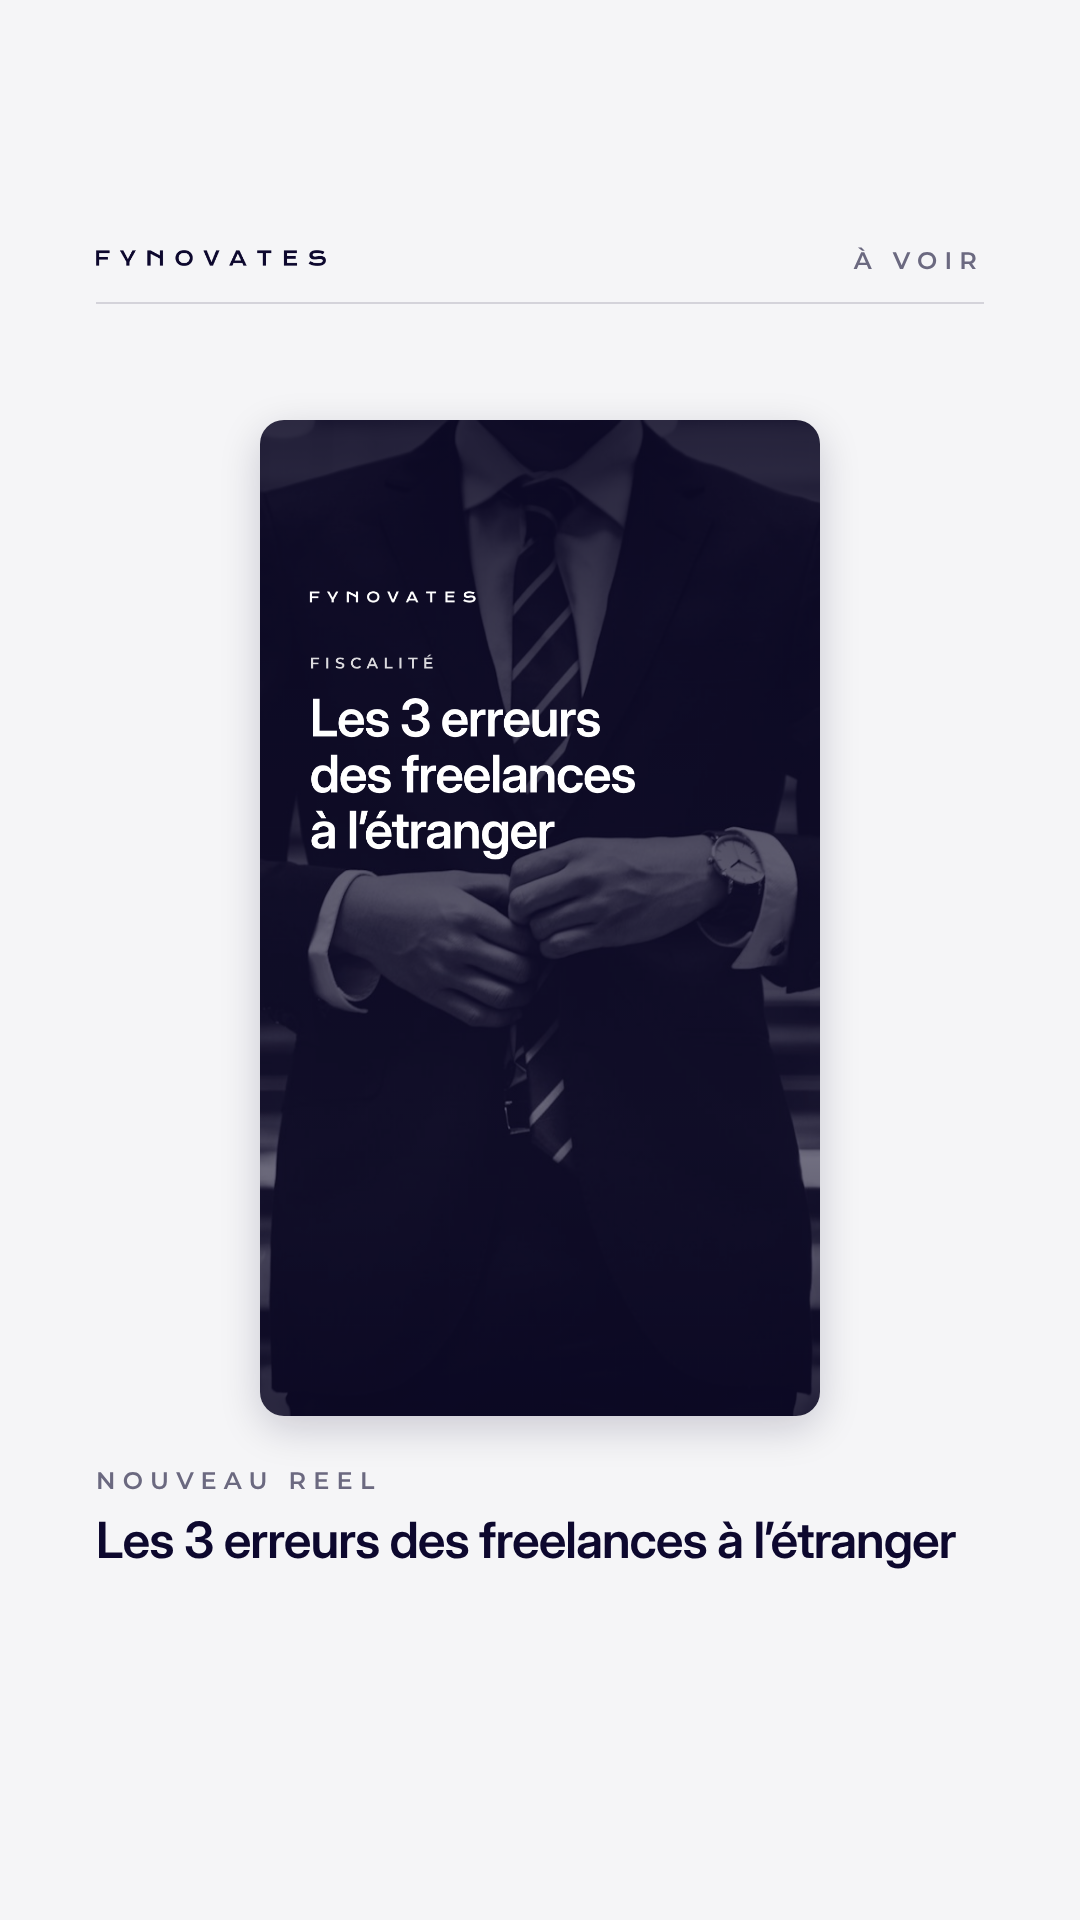 FYNOVATES
À VOIR
FYNOVATES
FISCALITÉ
Les 3 erreurs
des freelances
à l’étranger
NOUVEAU REEL
Les 3 erreurs des freelances à l’étranger